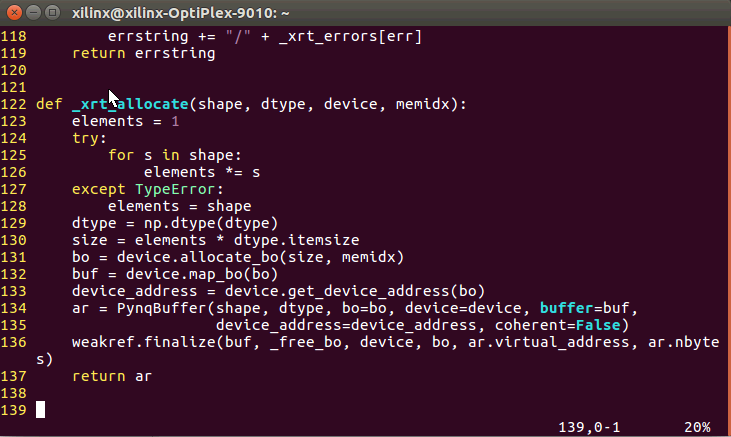 xilinx@xilinx-OptiPlex-9010: ~
118         errstring += "/" + _xrt_errors[err]
119     return errstring
120
121
122 def _xrt_allocate(shape, dtype, device, memidx):
123     elements = 1
124     try:
125         for s in shape:
126             elements *= s
127     except TypeError:
128         elements = shape
129     dtype = np.dtype(dtype)
130     size = elements * dtype.itemsize
131     bo = device.allocate_bo(size, memidx)
132     buf = device.map_bo(bo)
133     device_address = device.get_device_address(bo)
134     ar = PynqBuffer(shape, dtype, bo=bo, device=device, buffer=buf,
135                     device_address=device_address, coherent=False)
136     weakref.finalize(buf, _free_bo, device, bo, ar.virtual_address, ar.nbyte
s)
137     return ar
138
139
139,0-1 20%